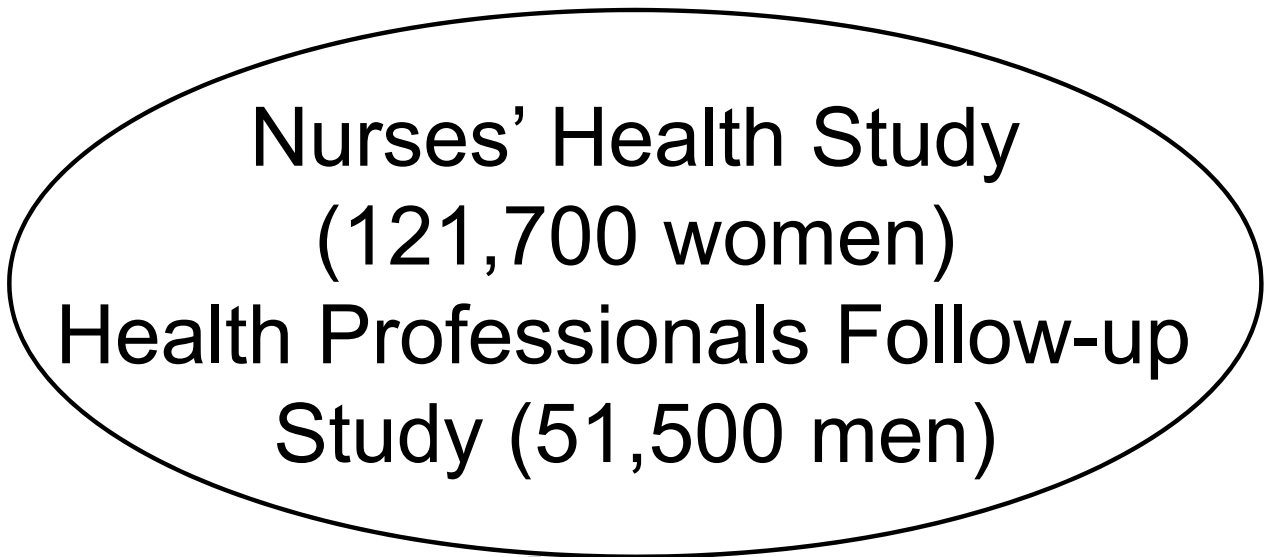 Nurses’ Health Study
(121,700 women)
Health Professionals Follow-up
Study (51,500 men)